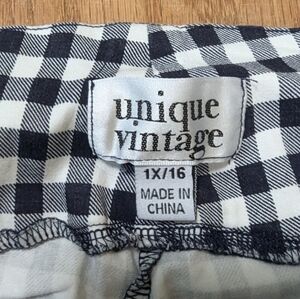 unique
vintage
1X/16
MADE IN
CHINA